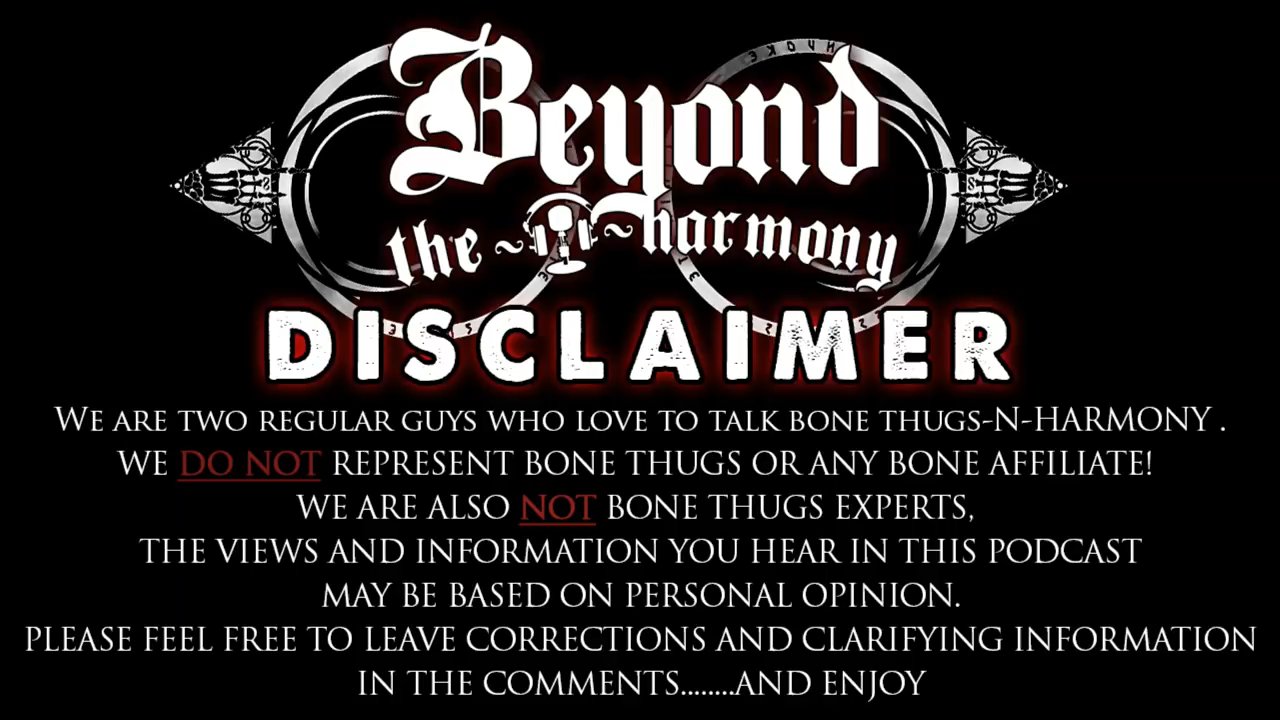 Beyond
the ~ ~ harmony
DISCLAIMER
WE ARE TWO REGULAR GUYS WHO LOVE TO TALK BONE THUGS-N-HARMONY .
WE DO NOT REPRESENT BONE THUGS OR ANY BONE AFFILIATE!
WE ARE ALSO NOT BONE THUGS EXPERTS,
THE VIEWS AND INFORMATION YOU HEAR IN THIS PODCAST
MAY BE BASED ON PERSONAL OPINION.
PLEASE FEEL FREE TO LEAVE CORRECTIONS AND CLARIFYING INFORMATION
IN THE COMMENTS........AND ENJOY